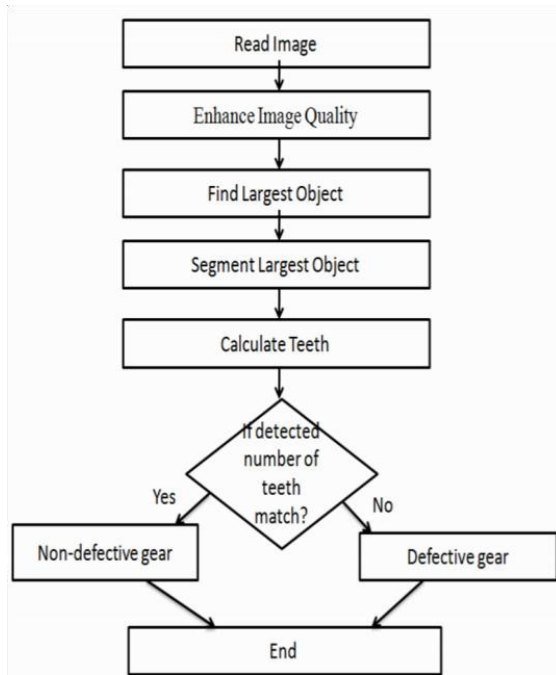 Read Image
Enhance Image Quality
Find Largest Object
Segment Largest Object
Calculate Teeth
If detected
number of
teeth
match?
Yes
No
Non-defective gear
Defective gear
End